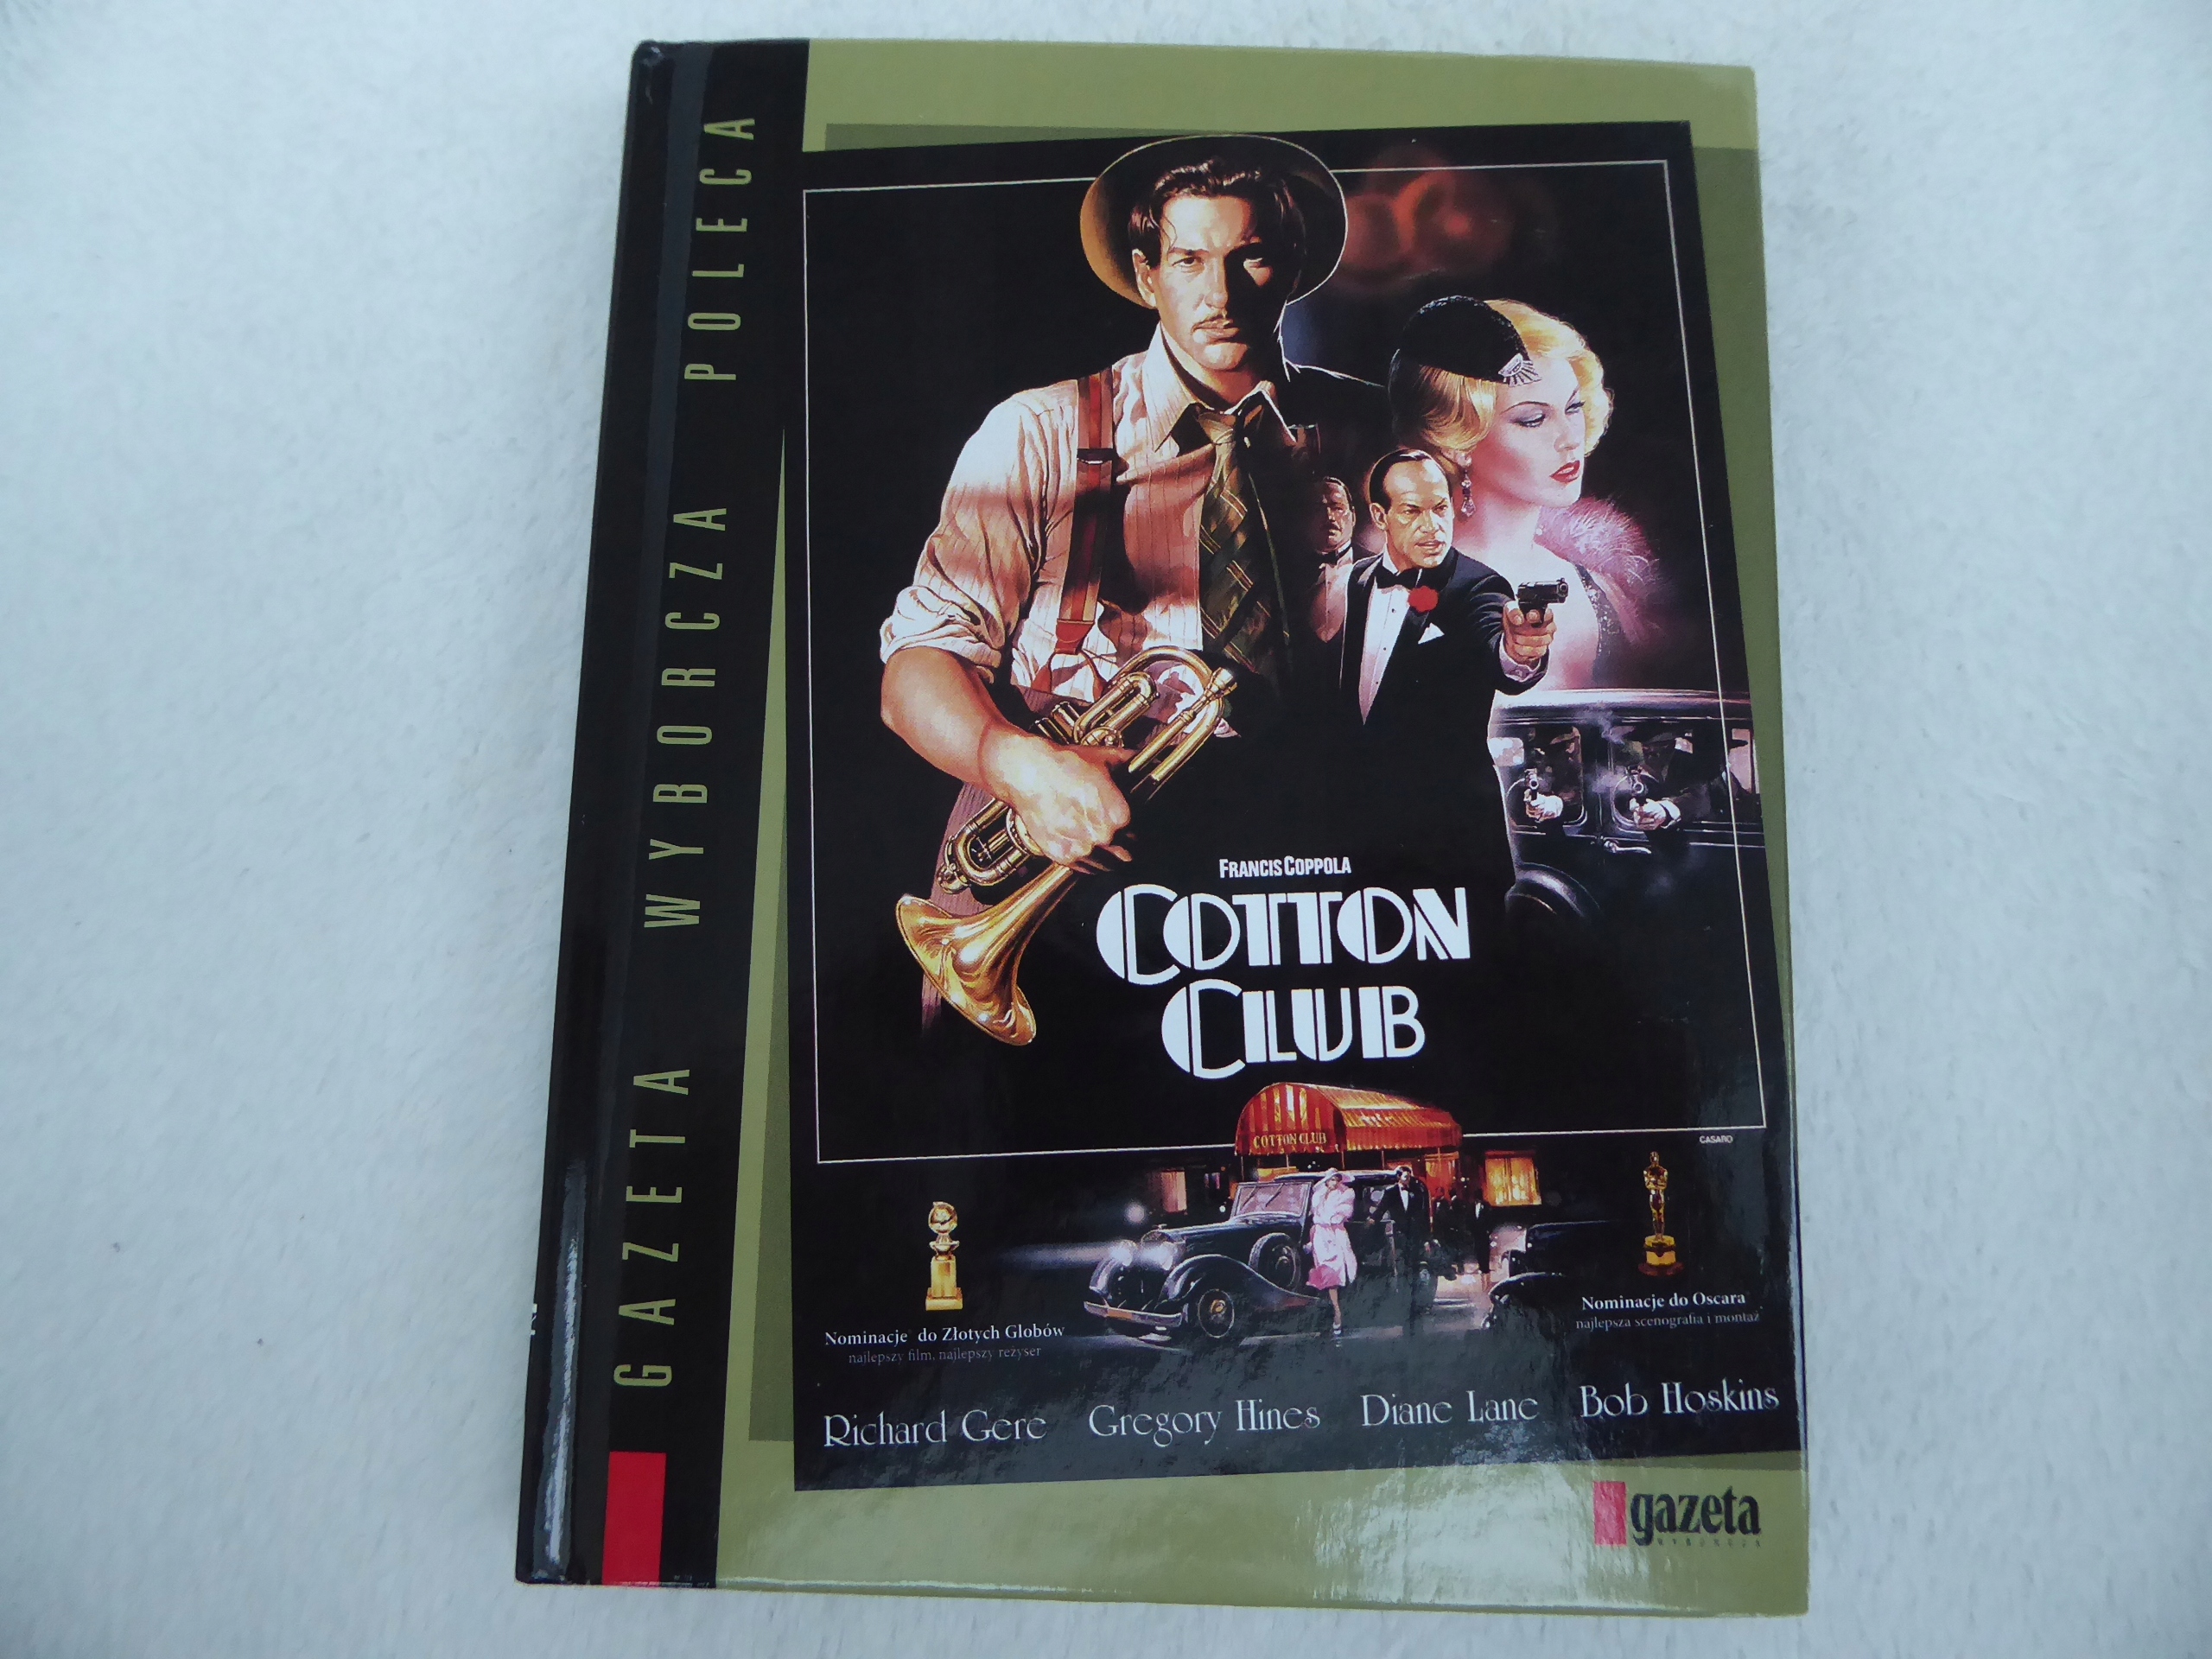 GAZETA WYBORCZA POLECA
FRANCIS COPPOLA
COTTON
CLUB
COTTON CLUB
CASARO
Nominacje do Złotych Globów
najlepszy film, najlepszy reżyser
Nominacje do Oscara
najlepsza scenografia i montaż
Richard Gere Gregory Hines Diane Lane Bob Hoskins
gazeta
WYBORCZA